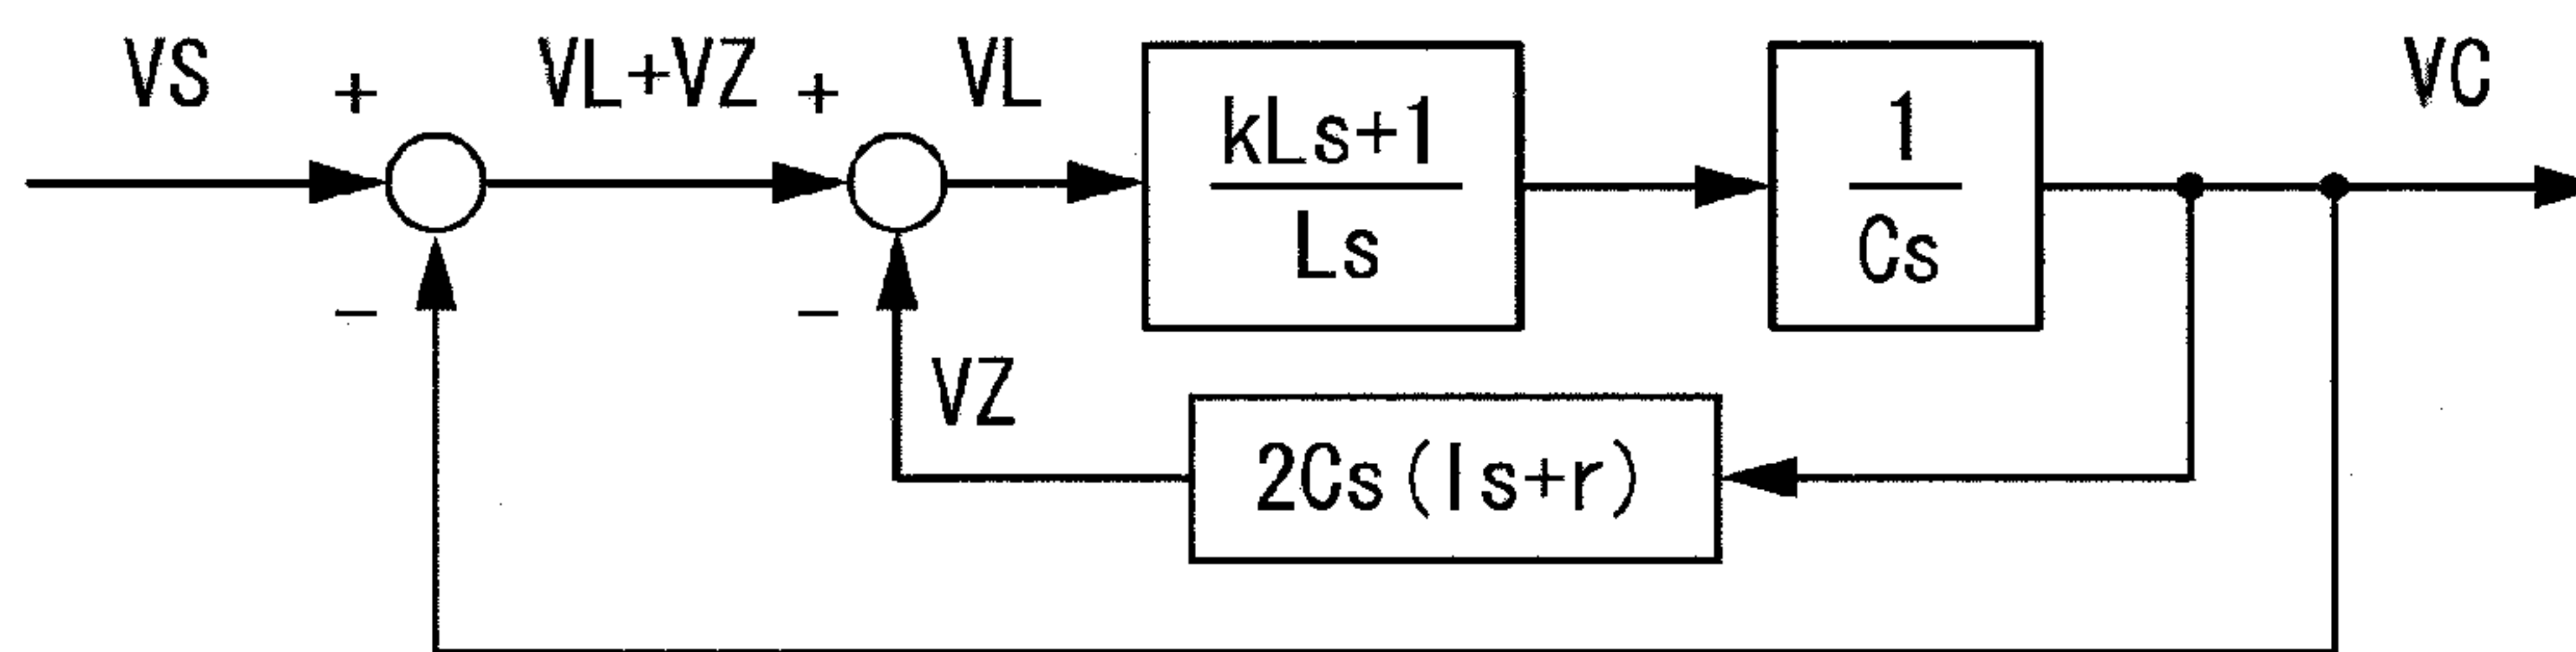 VS
+
VL+VZ
+
VL
kLs+1
Ls
1
Cs
VC
−
−
VZ
2Cs(ls+r)